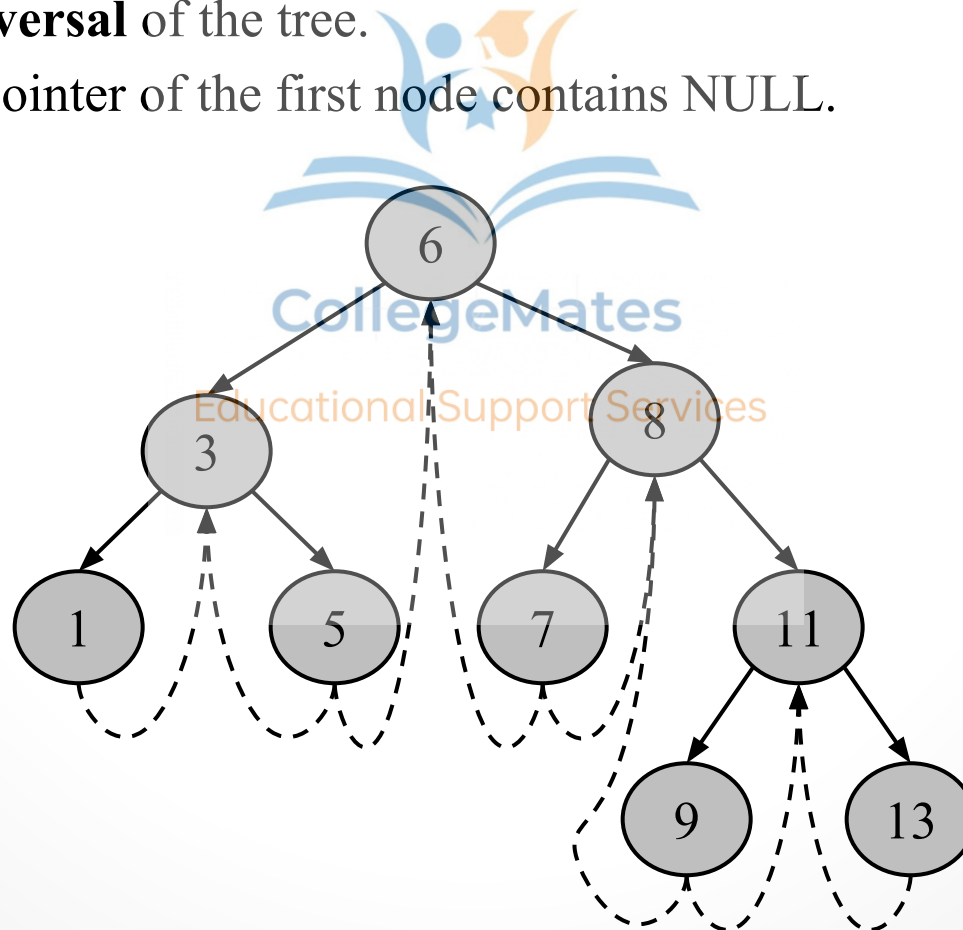 versal of the tree.
ointer of the first node contains NULL.
6
CollegeMates
Educational Support Services
3
8
1
5
7
11
9
13